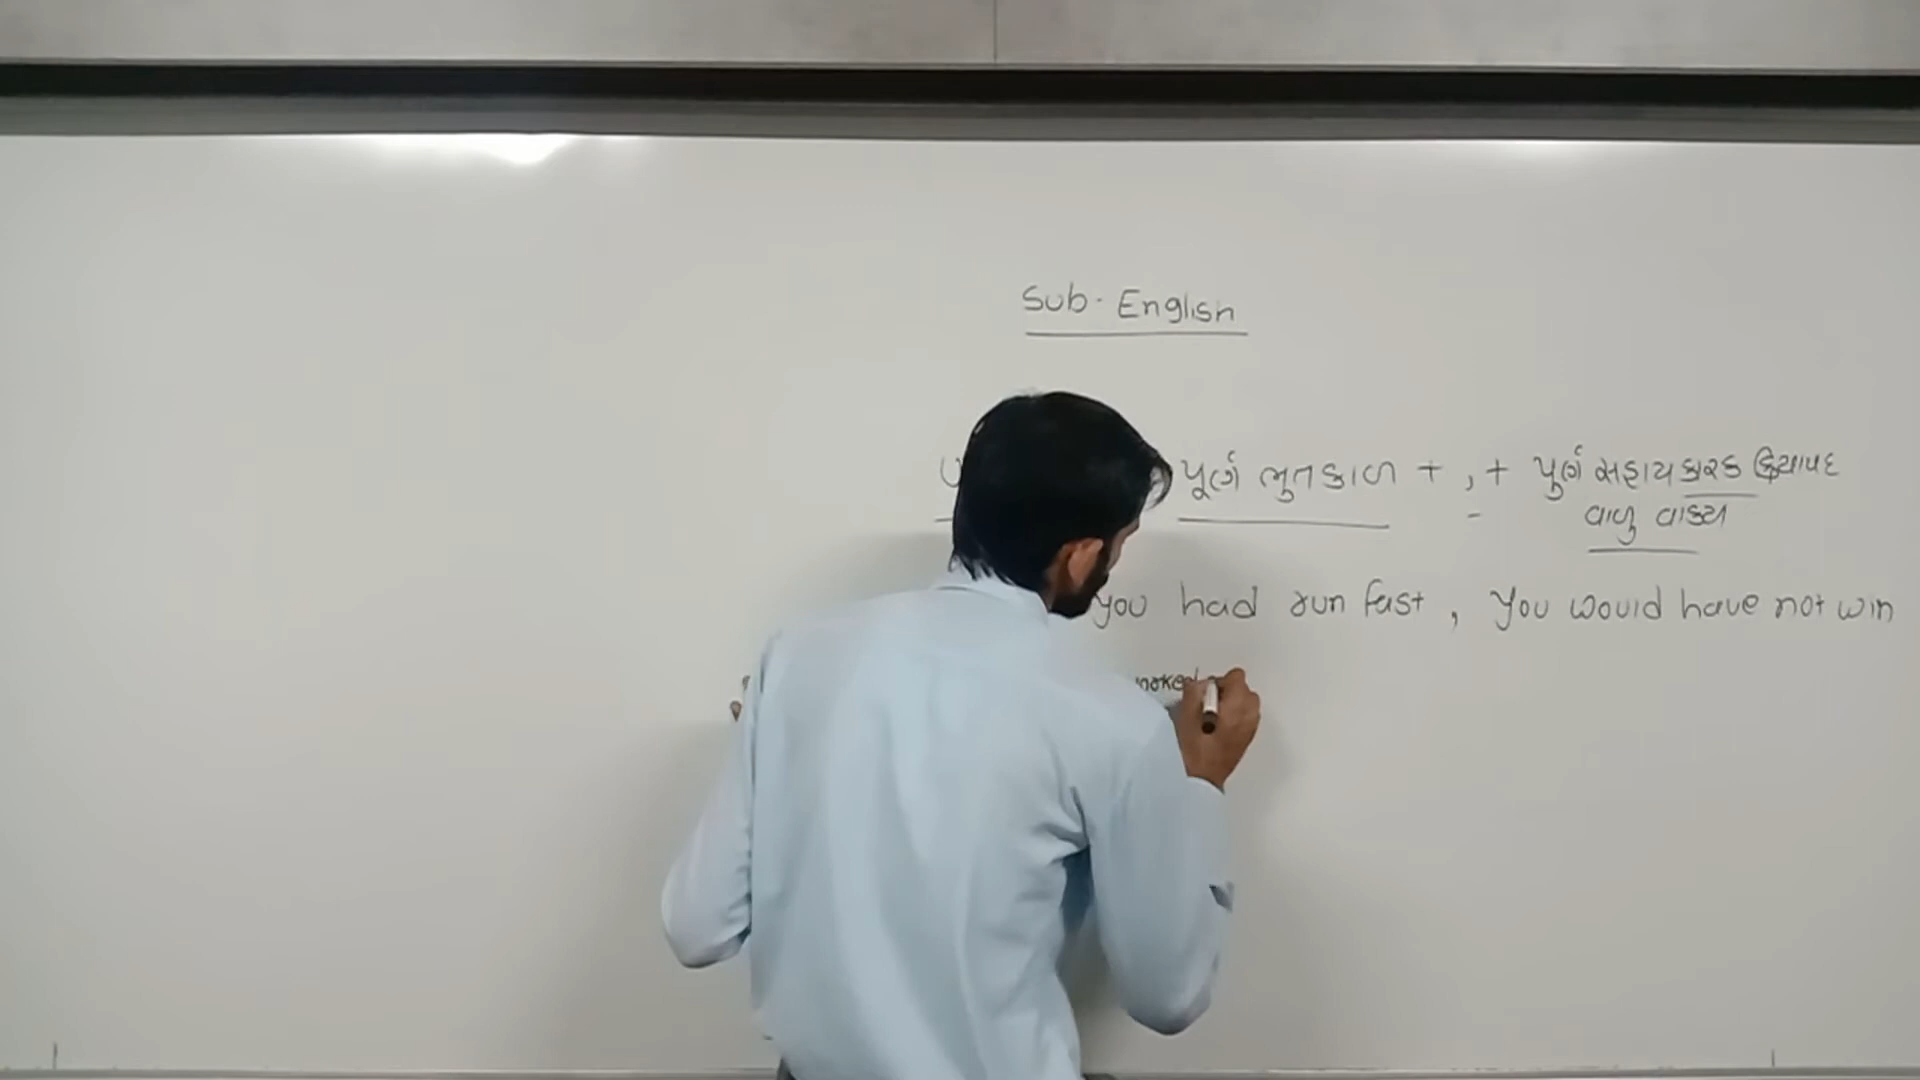 Sub- English
પૂર્ણ ભુતકાળ + , + પુર્ણ સહાયકારક ક્રિયાપદ
વાળુ વાક્ય
you had run fast , you would have not win